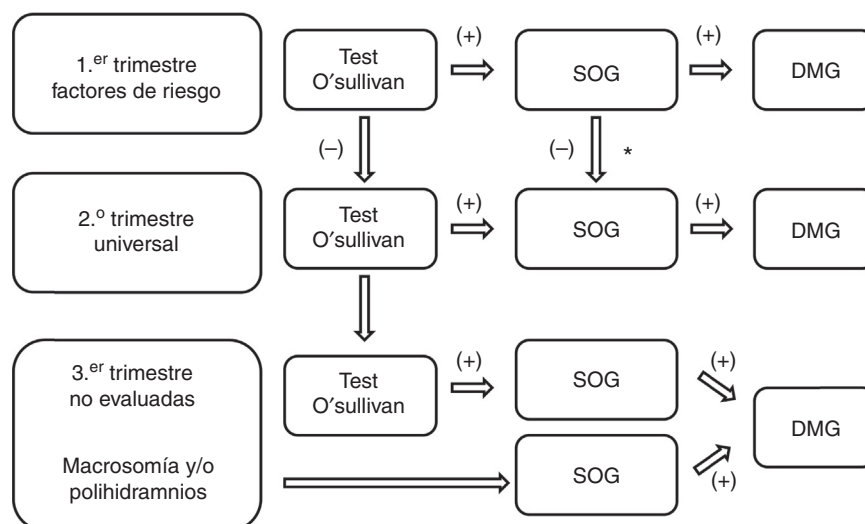 1.er trimestre
factores de riesgo
Test
O′sullivan
(+)
SOG
(+)
DMG
(–)
(–)
*
2.º trimestre
universal
Test
O′sullivan
(+)
SOG
(+)
DMG
3.er trimestre
no evaluadas
Test
O′sullivan
(+)
SOG
(+)
DMG
Macrosomía y/o
polihidramnios
SOG
(+)